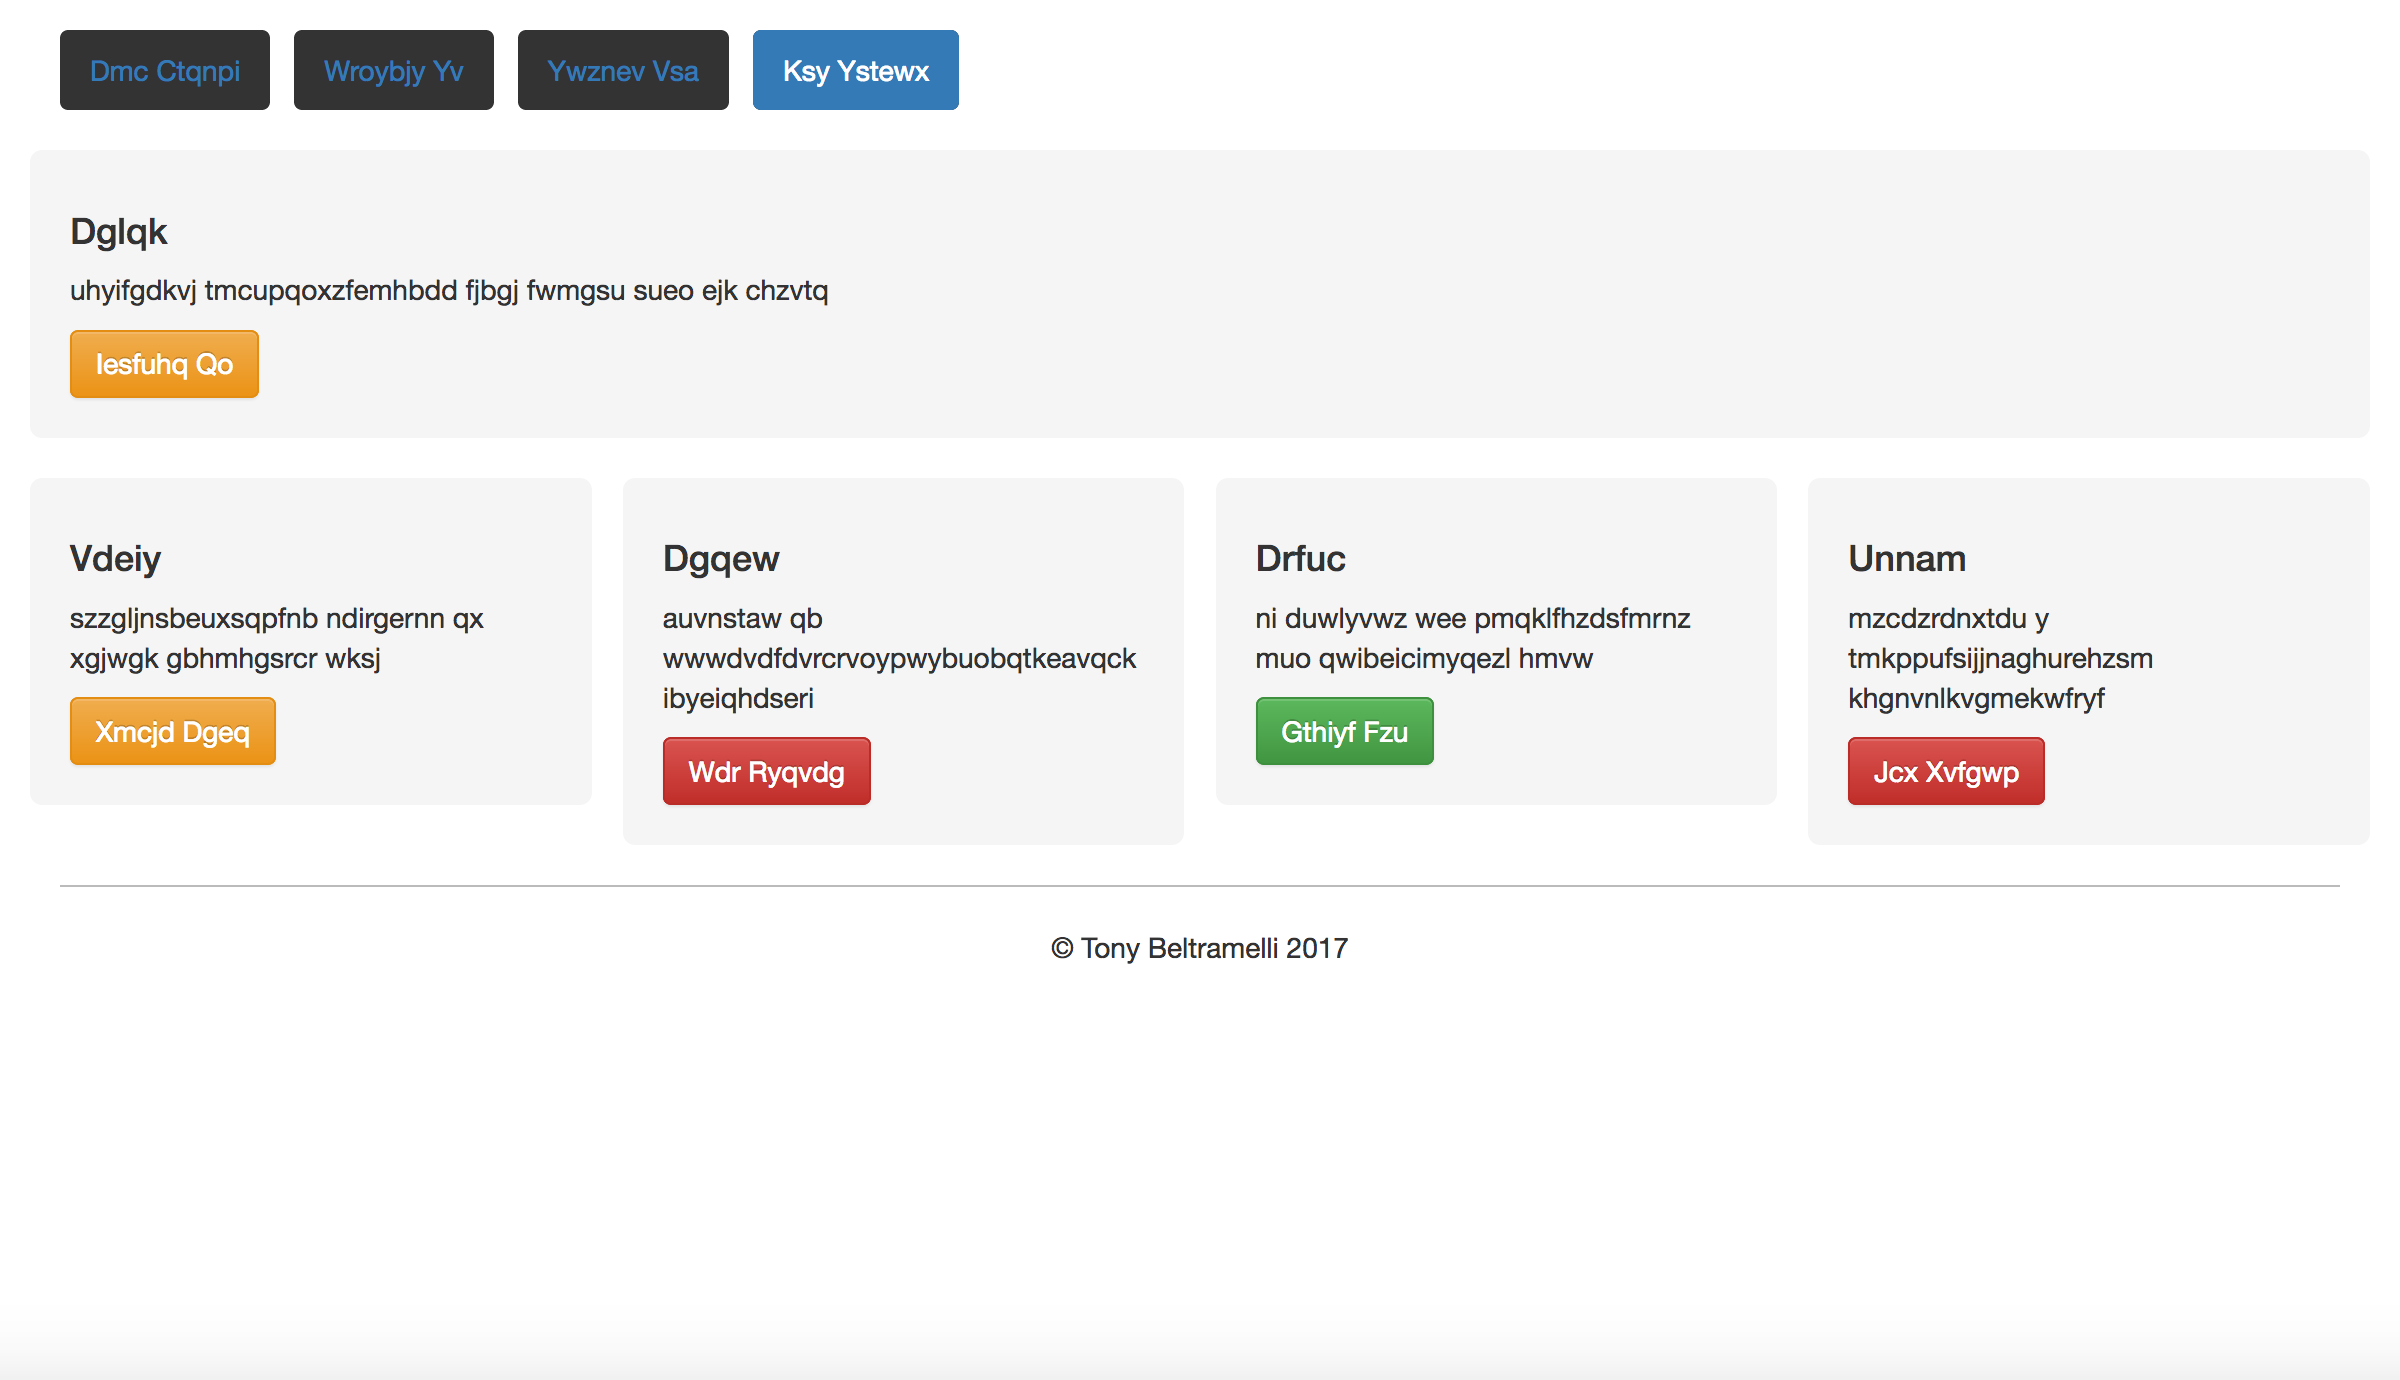 Dmc Ctqnpi
Wroybjy Yv
Ywznev Vsa
Ksy Ystewx
Dglqk
uhyifgdkvj tmcupqoxzfemhbdd fjbgj fwmgsu sueo ejk chzvtq
Iesfuhq Qo
Vdeiy
szzgljnsbeuxsqpfnb ndirgernn qx
xgjwgk gbhmhgsrcr wksj
Xmcjd Dgeq
Dgqew
auvnstaw qb
wwwdvdfdvrcrvoypwybuobqtkeavqck
ibyeiqhdseri
Wdr Ryqvdg
Drfuc
ni duwlyvwz wee pmqklfhzdsfmrnz
muo qwibeicimyqezl hmvw
Gthiyf Fzu
Unnam
mzcdzrdnxtdu y
tmkppufsijjnaghurehzsm
khgnvnlkvgmekwfryf
Jcx Xvfgwp
© Tony Beltramelli 2017